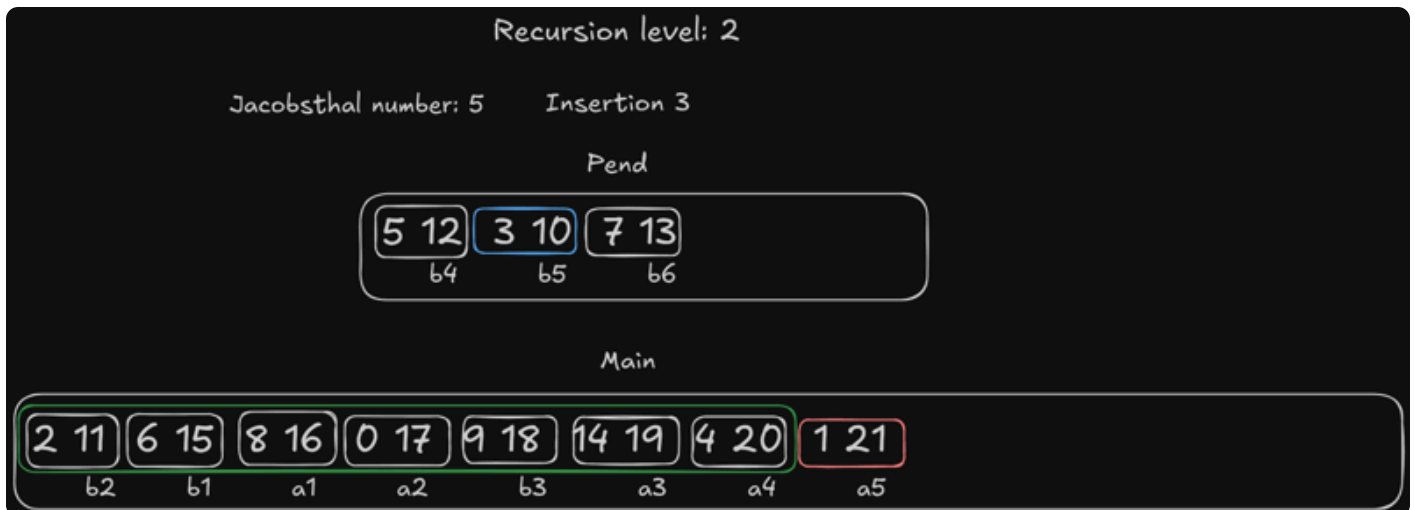 Recursion level: 2
Jacobsthal number: 5 Insertion 3
Pend
5 12 3 10 7 13
b4 b5 b6
Main
2 11 6 15 8 16 0 17 9 18 14 19 4 20 1 21
b2 b1 a1 a2 b3 a3 a4 a5